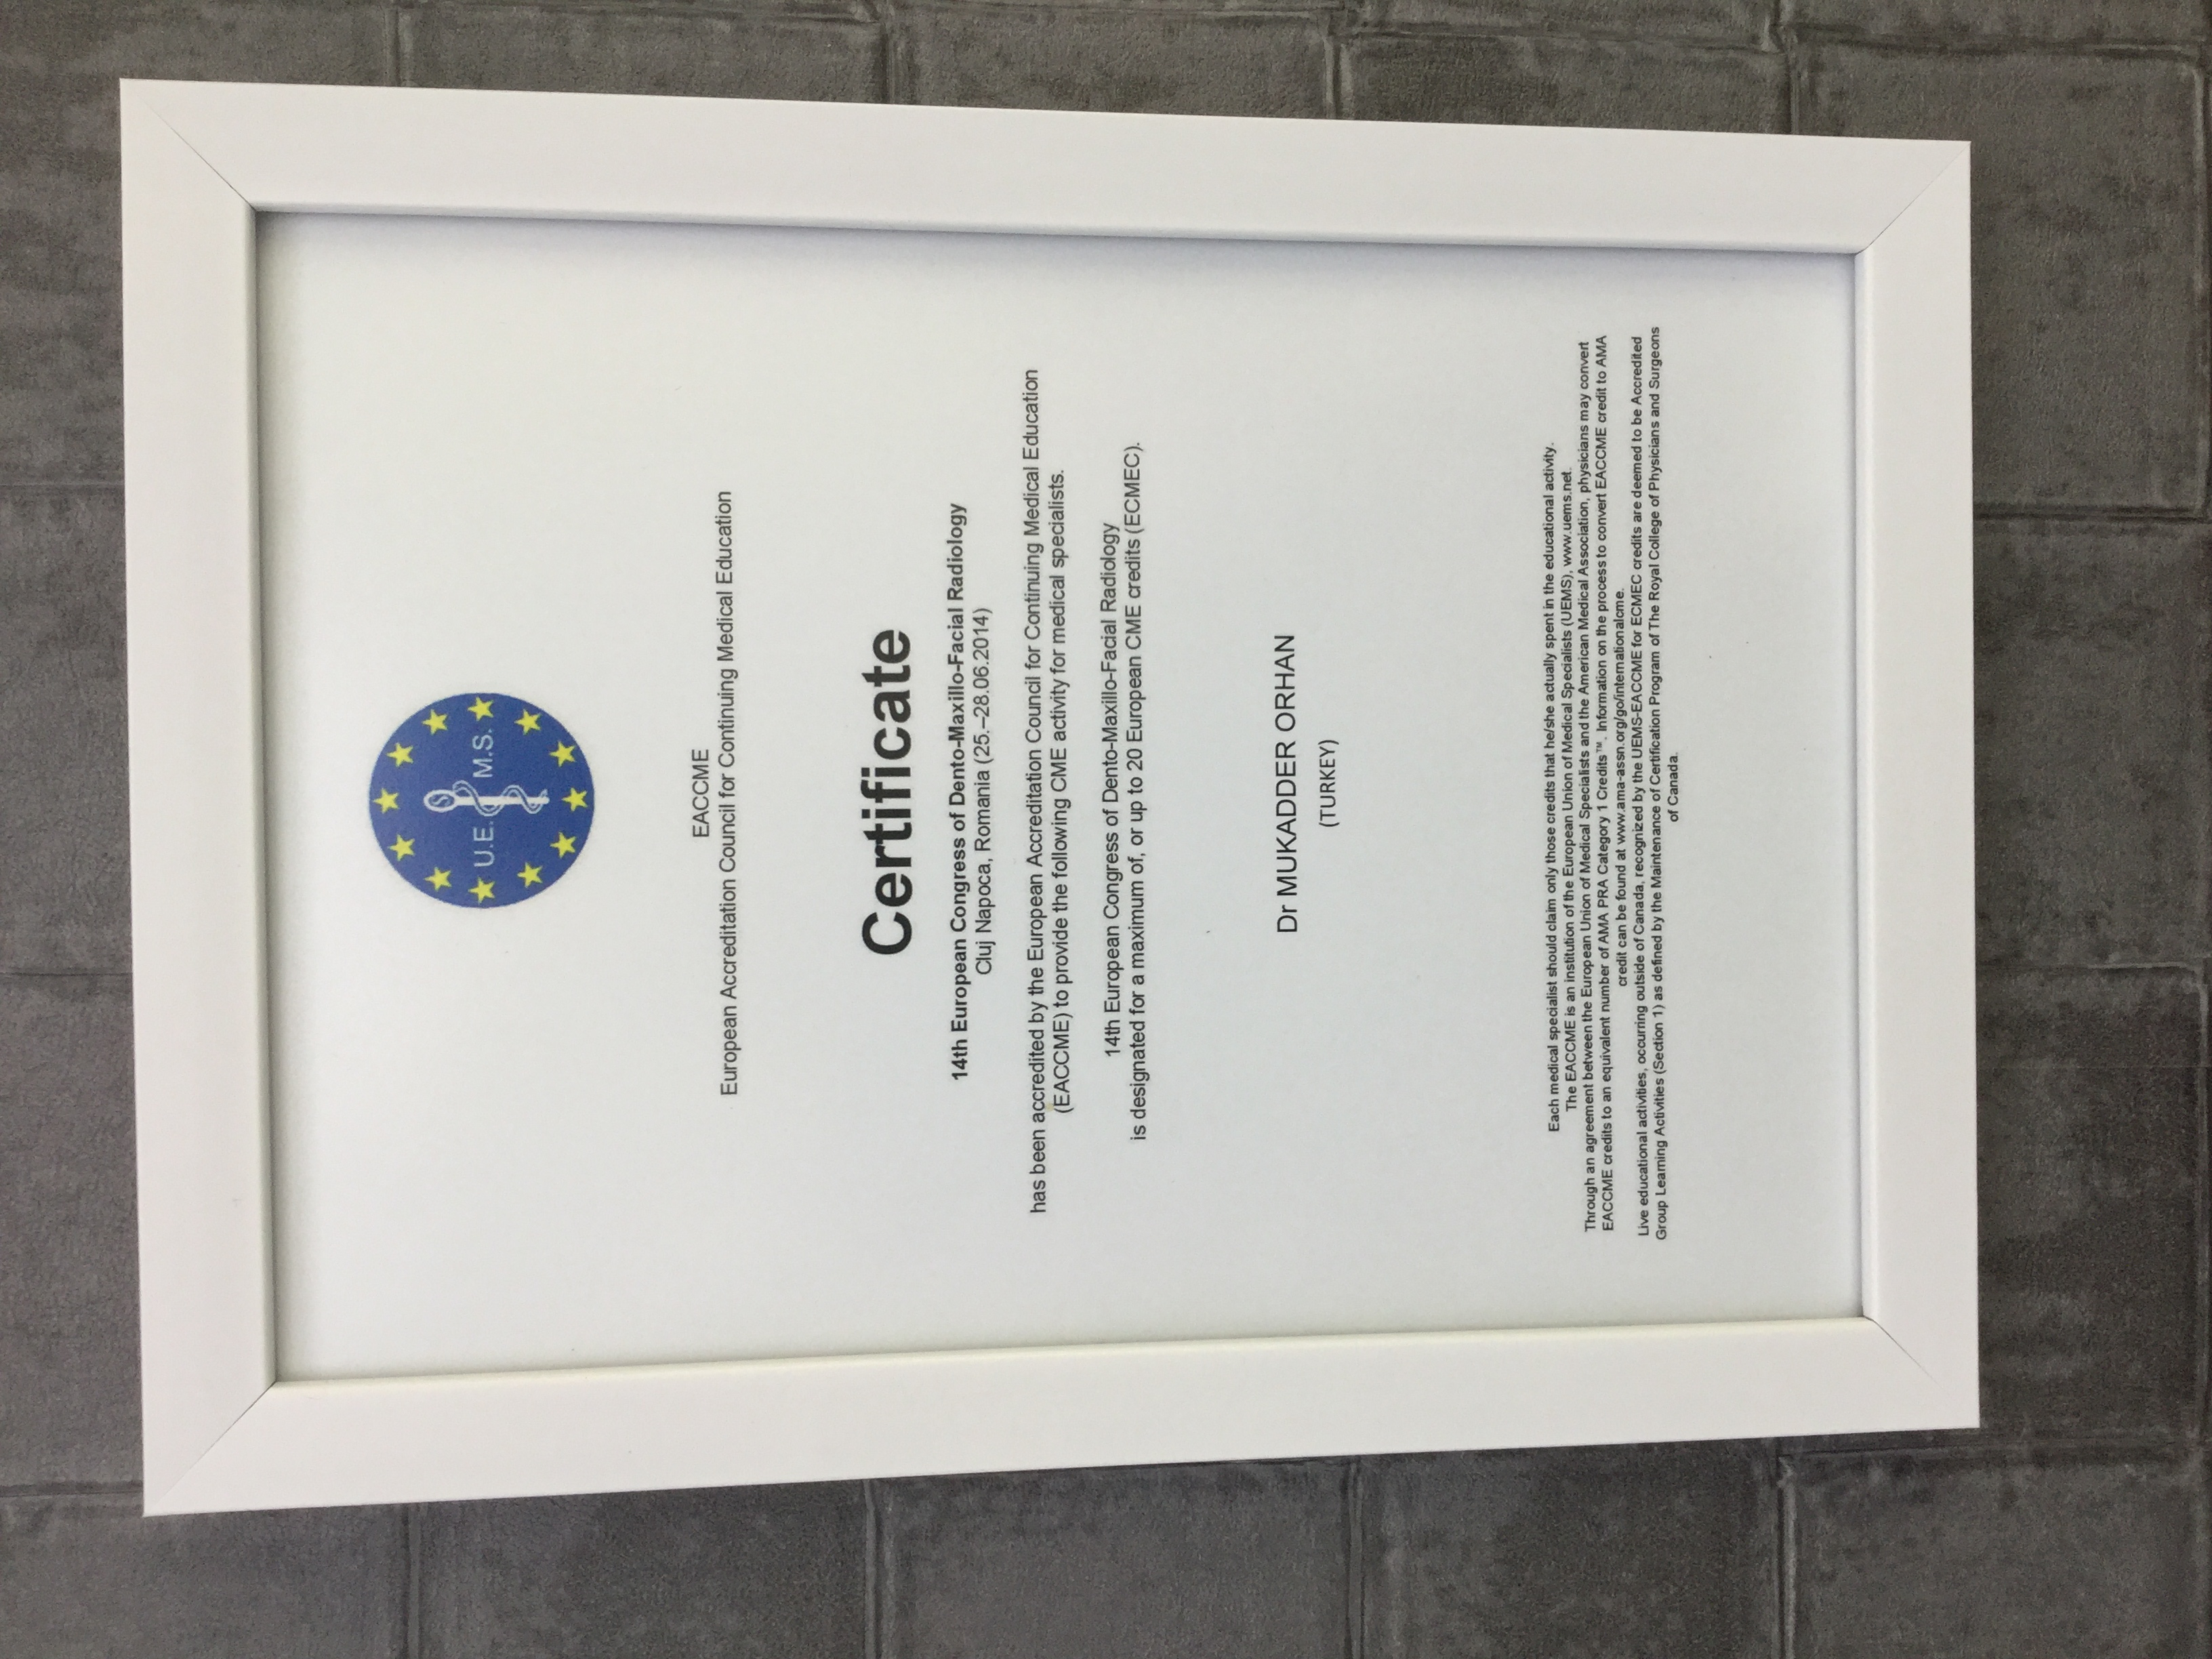 U.E. M.S.
EACCME
European Accreditation Council for Continuing Medical Education
Certificate
14th European Congress of Dento-Maxillo-Facial Radiology
Cluj Napoca, Romania (25.–28.06.2014)
has been accredited by the European Accreditation Council for Continuing Medical Education
(EACCME) to provide the following CME activity for medical specialists.
14th European Congress of Dento-Maxillo-Facial Radiology
is designated for a maximum of, or up to 20 European CME credits (ECMEC).
Dr MUKADDER ORHAN
(TURKEY)
Each medical specialist should claim only those credits that he/she actually spent in the educational activity.
The EACCME is an institution of the European Union of Medical Specialists (UEMS), www.uems.net.
Through an agreement between the European Union of Medical Specialists and the American Medical Association, physicians may convert
EACCME credits to an equivalent number of AMA PRA Category 1 Credits™. Information on the process to convert EACCME credit to AMA
credit can be found at www.ama-assn.org/go/internationalcme.
Live educational activities, occurring outside of Canada, recognized by the UEMS-EACCME for ECMEC credits are deemed to be Accredited
Group Learning Activities (Section 1) as defined by the Maintenance of Certification Program of The Royal College of Physicians and Surgeons
of Canada.